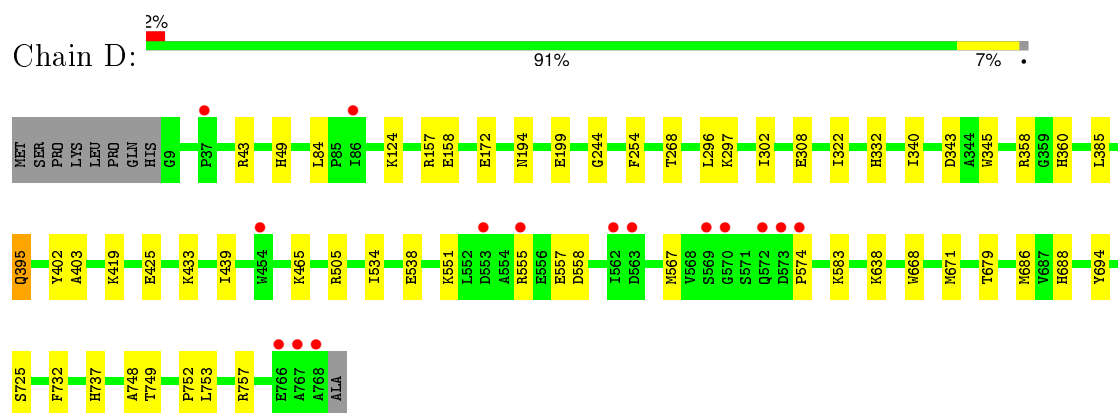 2%
Chain D:
91% 7% •
MET SER PRO LYS LEU PRO GLN HIS G9 P37 R43 H49 L84 P85 I86 K124 R157 E158 E172 N194 E199 G244 F254 T268 L296 K297 I302 E308 I322 H332 I340 D343 A344 W345 R358 G359 H360 L385
Q395 Y402 A403 K419 E425 K433 I439 W454 K465 R505 I534 E538 K551 L552 D553 A554 R555 E556 E557 D558 I562 D563 M567 V568 S569 G570 S571 Q572 D573 P574 K583 K638 W668 M671 T679 M686 V687 H688 Y694
S725 F732 H737 A748 T749 P752 L753 R757 E766 A767 A768 ALA